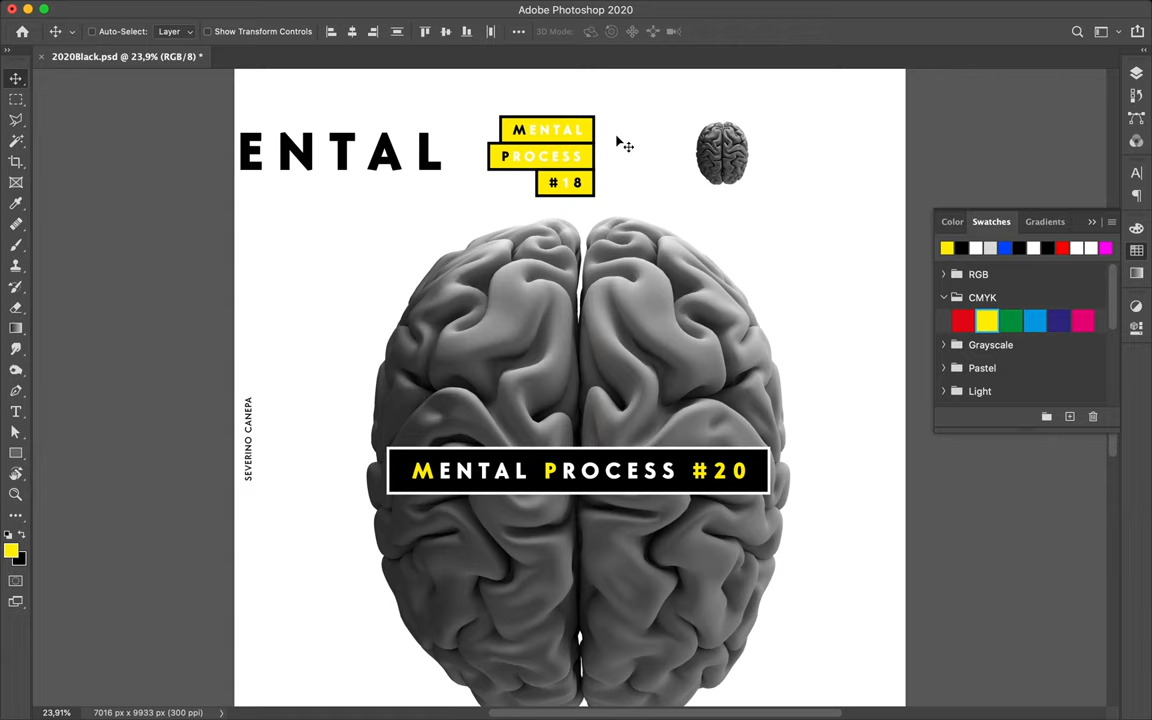 Adobe Photoshop 2020
Auto-Select: Layer Show Transform Controls 3D Mode:
2020Black.psd @ 23,9% (RGB/8) *
ENTAL
MENTAL
PROCESS
#18
SEVERINO CANEPA
MENTAL PROCESS #20
Color Swatches Gradients
RGB
CMYK
Grayscale
Pastel
Light
23,91% 7016 px x 9933 px (300 ppi)